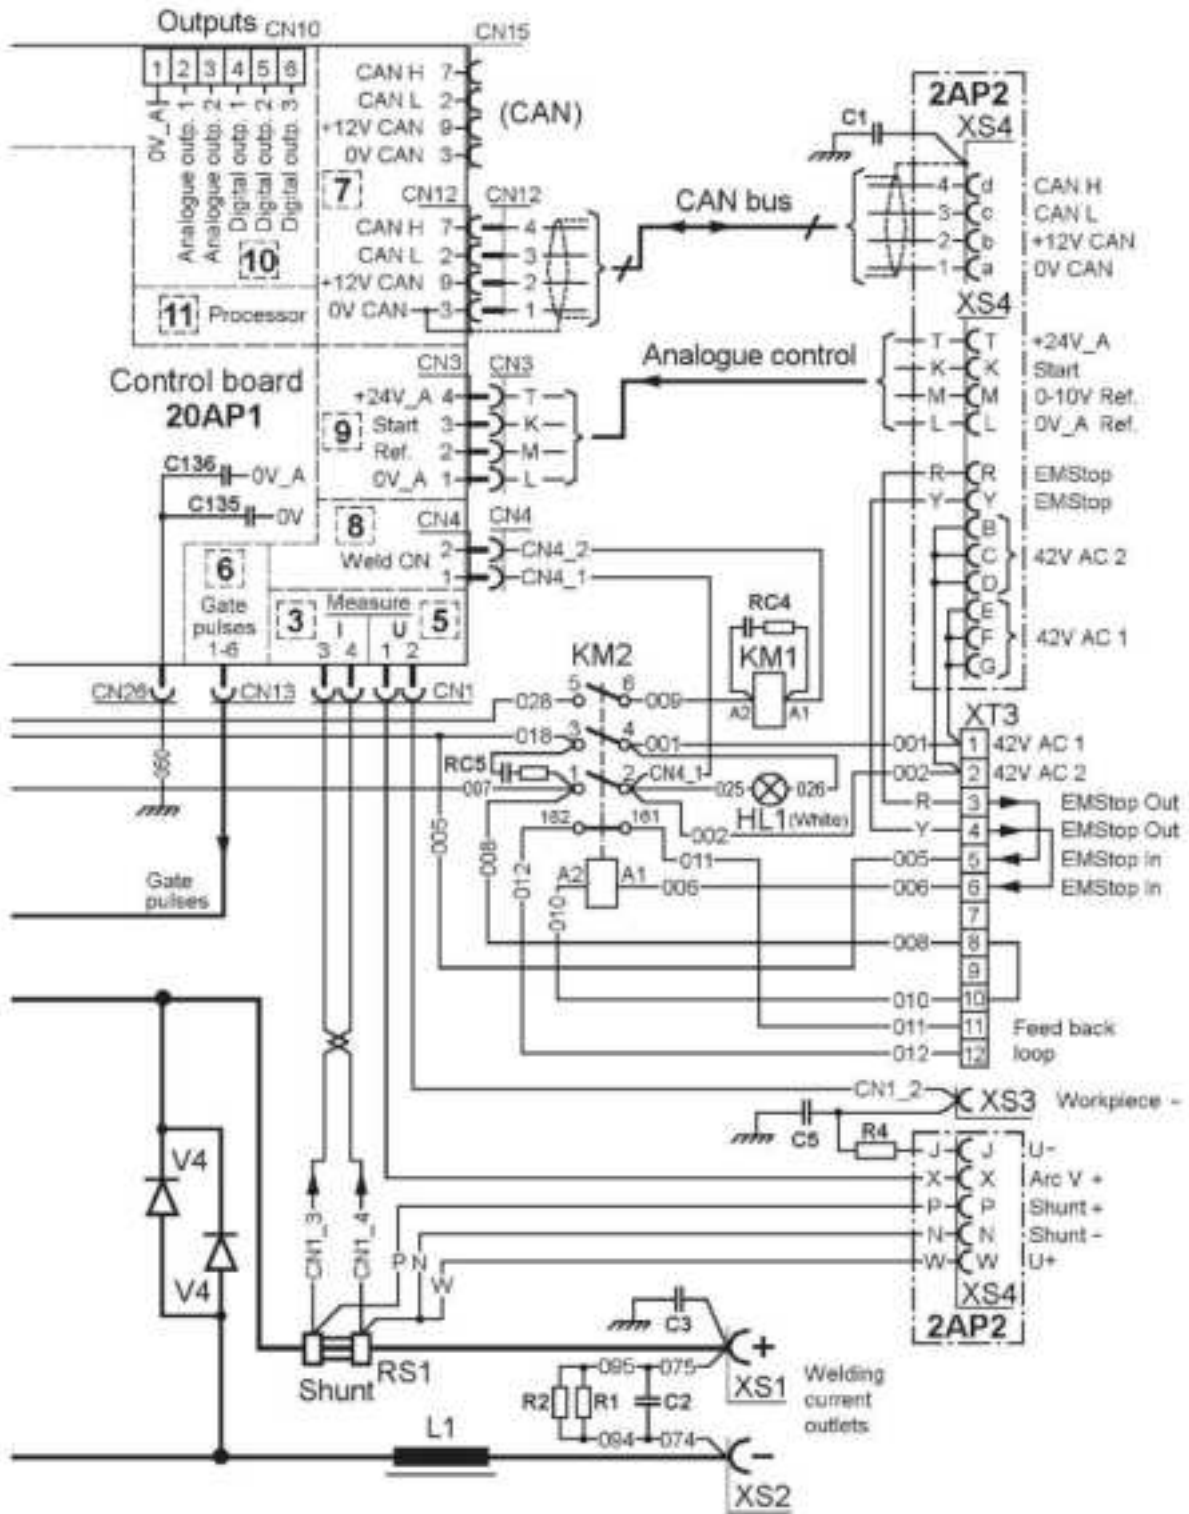 Outputs CN10
CN15
1 2 3 4 5 6
0V_A
Analogue outp. 1
Analogue outp. 2
Digital outp. 1
Digital outp. 2
Digital outp. 3
10
CAN H 7
CAN L 2
+12V CAN 9
0V CAN 3
(CAN)
7
CN12 CN12
CAN H 7 4
CAN L 2 3
+12V CAN 9 2
0V CAN 3 1
CAN bus
11 Processor
Control board
20AP1
CN3 CN3
+24V_A 4 T
9 Start 3 K
Ref. 2 M
0V_A 1 L
Analogue control
C136 0V_A
C135 0V
8
CN4 CN4
Weld ON 2 CN4_2
1 CN4_1
6
Gate
pulses
1-6
3 Measure 5
I U
3 4 1 2
CN26 CN13 CN1
060
Gate
pulses
2AP2
XS4
C1
4 d CAN H
3 c CAN L
2 b +12V CAN
1 a 0V CAN
XS4
T T +24V_A
K K Start
M M 0-10V Ref.
L L 0V_A Ref.
R R EMStop
Y Y EMStop
B
C 42V AC 2
D
E
F 42V AC 1
G
RC4
KM2 KM1
028 5 6 009 A2 A1
018 3 4 001
RC5
007 1 2 CN4_1
025 026
HL1 (White)
002
162 161
011
005
008
012
010
A2 A1 006
XT3
001 1 42V AC 1
002 2 42V AC 2
R 3 EMStop Out
Y 4 EMStop Out
005 5 EMStop In
006 6 EMStop In
7
008 8
9
010 10
011 11 Feed back
012 12 loop
CN1_2 XS3 Workpiece -
C5
R4
J J U-
X X Arc V +
P P Shunt +
N N Shunt -
W W U+
XS4
2AP2
V4
V4
CN1_3
CN1_4
P N
W
RS1
Shunt
C3
XS1 +
095 075
R2 R1 C2
094 074
Welding
current
outlets
L1
XS2 -